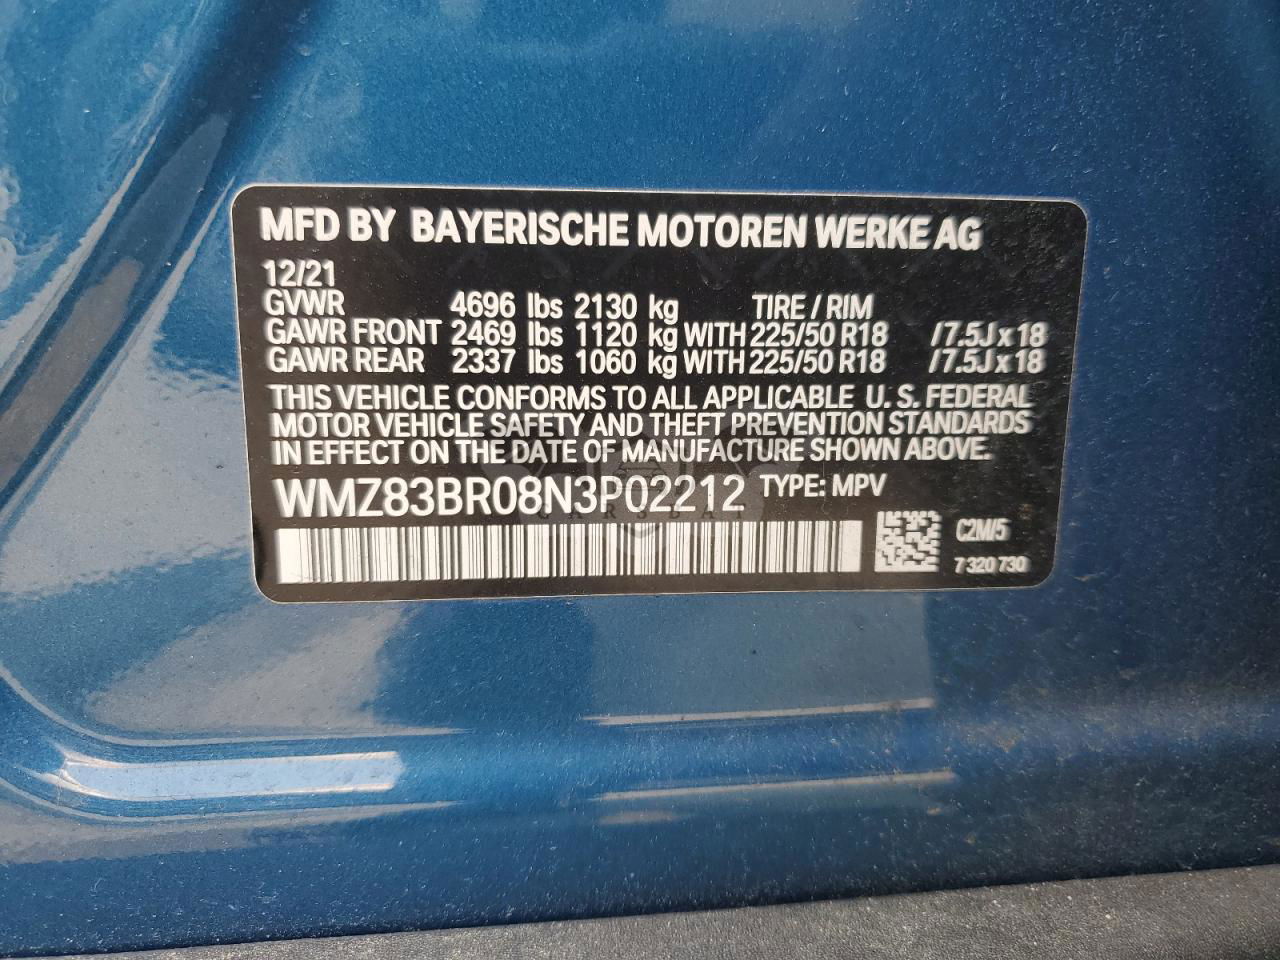 MFD BY BAYERISCHE MOTOREN WERKE AG
12/21
GVWR 4696 lbs 2130 kg TIRE / RIM
GAWR FRONT 2469 lbs 1120 kg WITH 225/50 R18 /7.5J x 18
GAWR REAR 2337 lbs 1060 kg WITH 225/50 R18 /7.5J x 18
THIS VEHICLE CONFORMS TO ALL APPLICABLE U. S. FEDERAL
MOTOR VEHICLE SAFETY AND THEFT PREVENTION STANDARDS
IN EFFECT ON THE DATE OF MANUFACTURE SHOWN ABOVE.
WMZ83BR08N3P02212 TYPE: MPV
CARSBAT
C2M/5
7 320 730